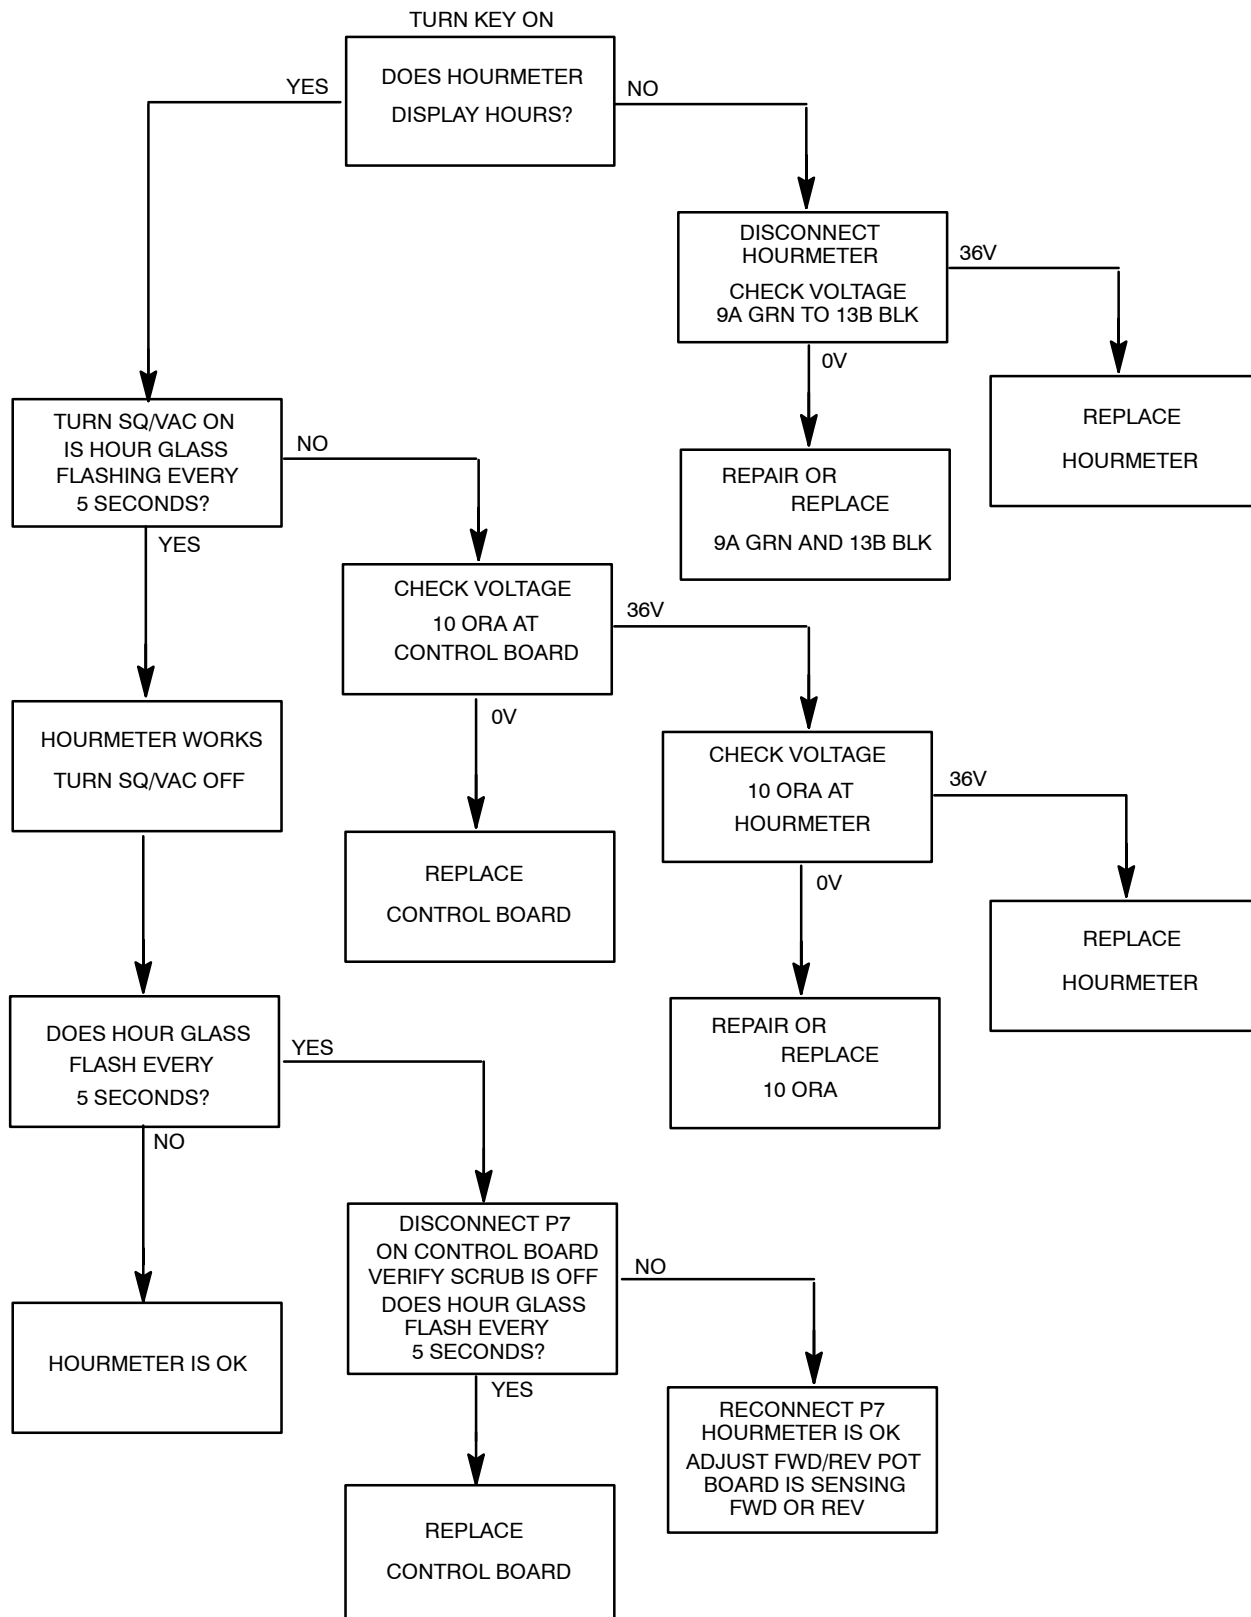 TURN KEY ON
DOES HOURMETER
DISPLAY HOURS?
YES
NO
DISCONNECT
HOURMETER
CHECK VOLTAGE
9A GRN TO 13B BLK
36V
0V
REPLACE
HOURMETER
REPAIR OR
REPLACE
9A GRN AND 13B BLK
TURN SQ/VAC ON
IS HOUR GLASS
FLASHING EVERY
5 SECONDS?
NO
YES
CHECK VOLTAGE
10 ORA AT
CONTROL BOARD
36V
0V
HOURMETER WORKS
TURN SQ/VAC OFF
CHECK VOLTAGE
10 ORA AT
HOURMETER
36V
0V
REPLACE
CONTROL BOARD
REPLACE
HOURMETER
REPAIR OR
REPLACE
10 ORA
DOES HOUR GLASS
FLASH EVERY
5 SECONDS?
YES
NO
DISCONNECT P7
ON CONTROL BOARD
VERIFY SCRUB IS OFF
DOES HOUR GLASS
FLASH EVERY
5 SECONDS?
NO
YES
HOURMETER IS OK
RECONNECT P7
HOURMETER IS OK
ADJUST FWD/REV POT
BOARD IS SENSING
FWD OR REV
REPLACE
CONTROL BOARD